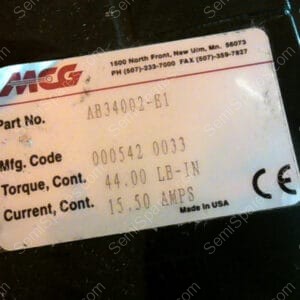 MCG
1500 North Front, New Ulm, Mn. 56073
PH (507)-233-7000 FAX (507)-359-7827
Part No. AB34002-E1
Mfg. Code 000542 0033
Torque, Cont. 44.00 LB-IN
Current, Cont. 15.50 AMPS
Made in USA CE